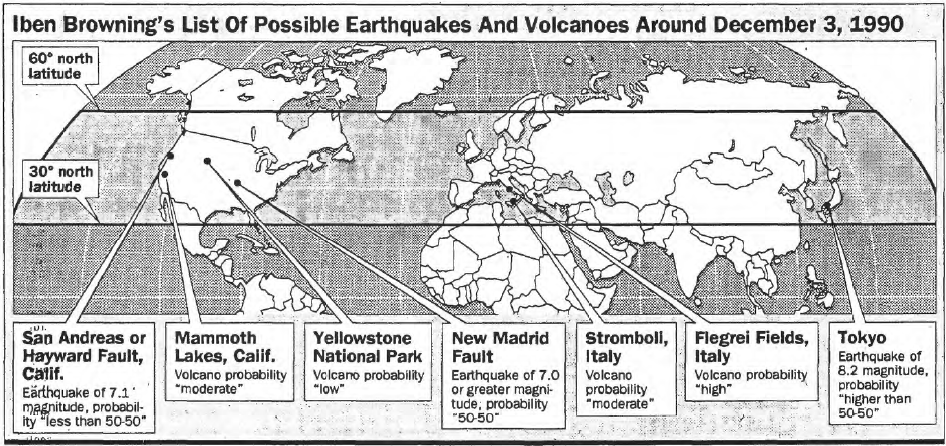 Iben Browning's List Of Possible Earthquakes And Volcanoes Around December 3, 1990
60° north
latitude
30° north
latitude
San Andreas or
Hayward Fault,
Calif.
Earthquake of 7.1
magnitude, probabil-
ity "less than 50-50"
Mammoth
Lakes, Calif.
Volcano probability
"moderate"
Yellowstone
National Park
Volcano probability
"low"
New Madrid
Fault
Earthquake of 7.0
or greater magni-
tude, probability
"50-50"
Stromboli,
Italy
Volcano
probability
"moderate"
Flegrei Fields,
Italy
Volcano probability
"high"
Tokyo
Earthquake of
8.2 magnitude,
probability
"higher than
50-50"